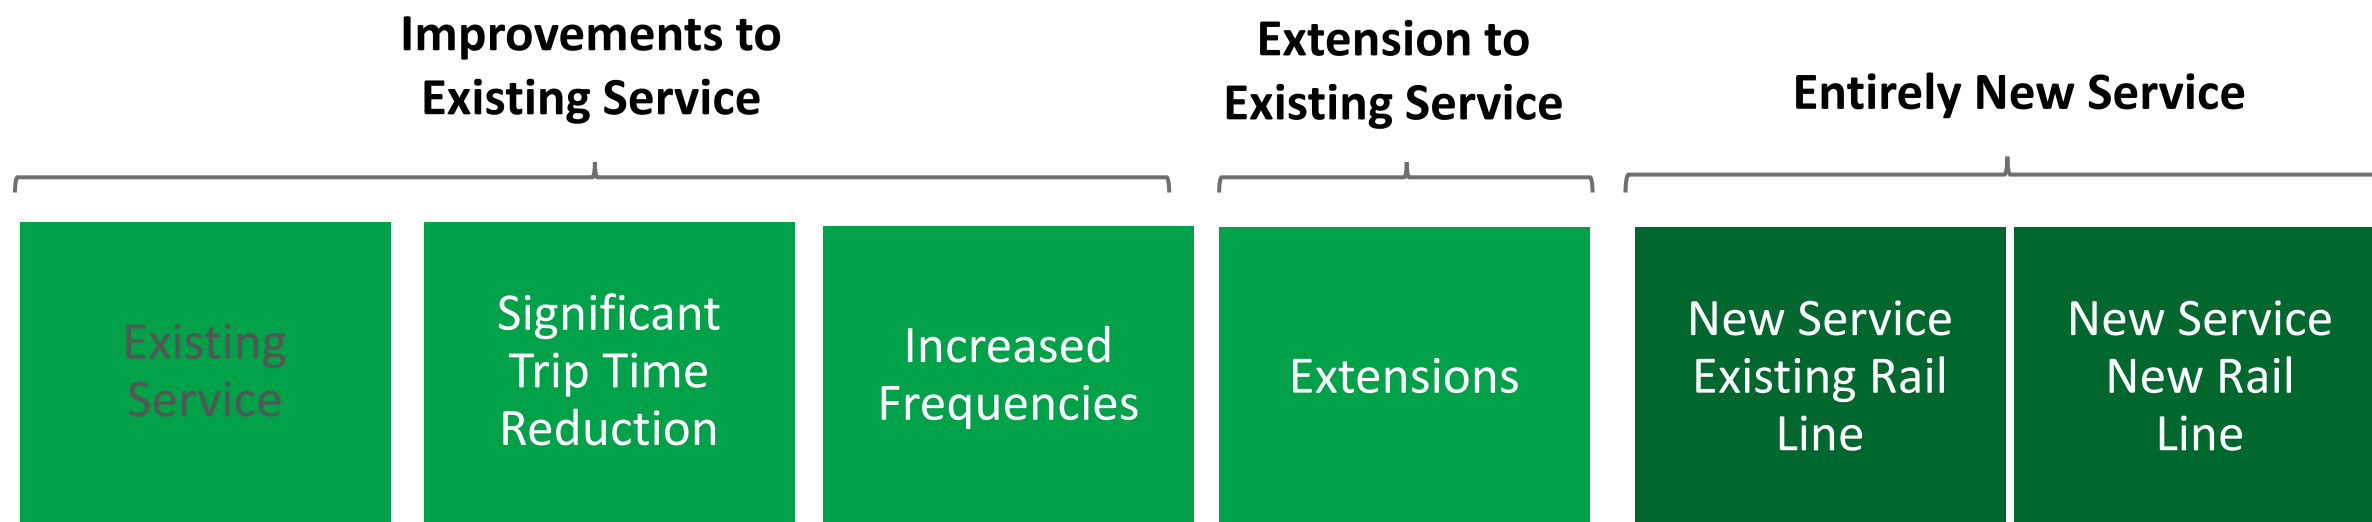 Improvements to
Existing Service
Extension to
Existing Service
Entirely New Service
Existing
Service
Significant
Trip Time
Reduction
Increased
Frequencies
Extensions
New Service
Existing Rail
Line
New Service
New Rail
Line